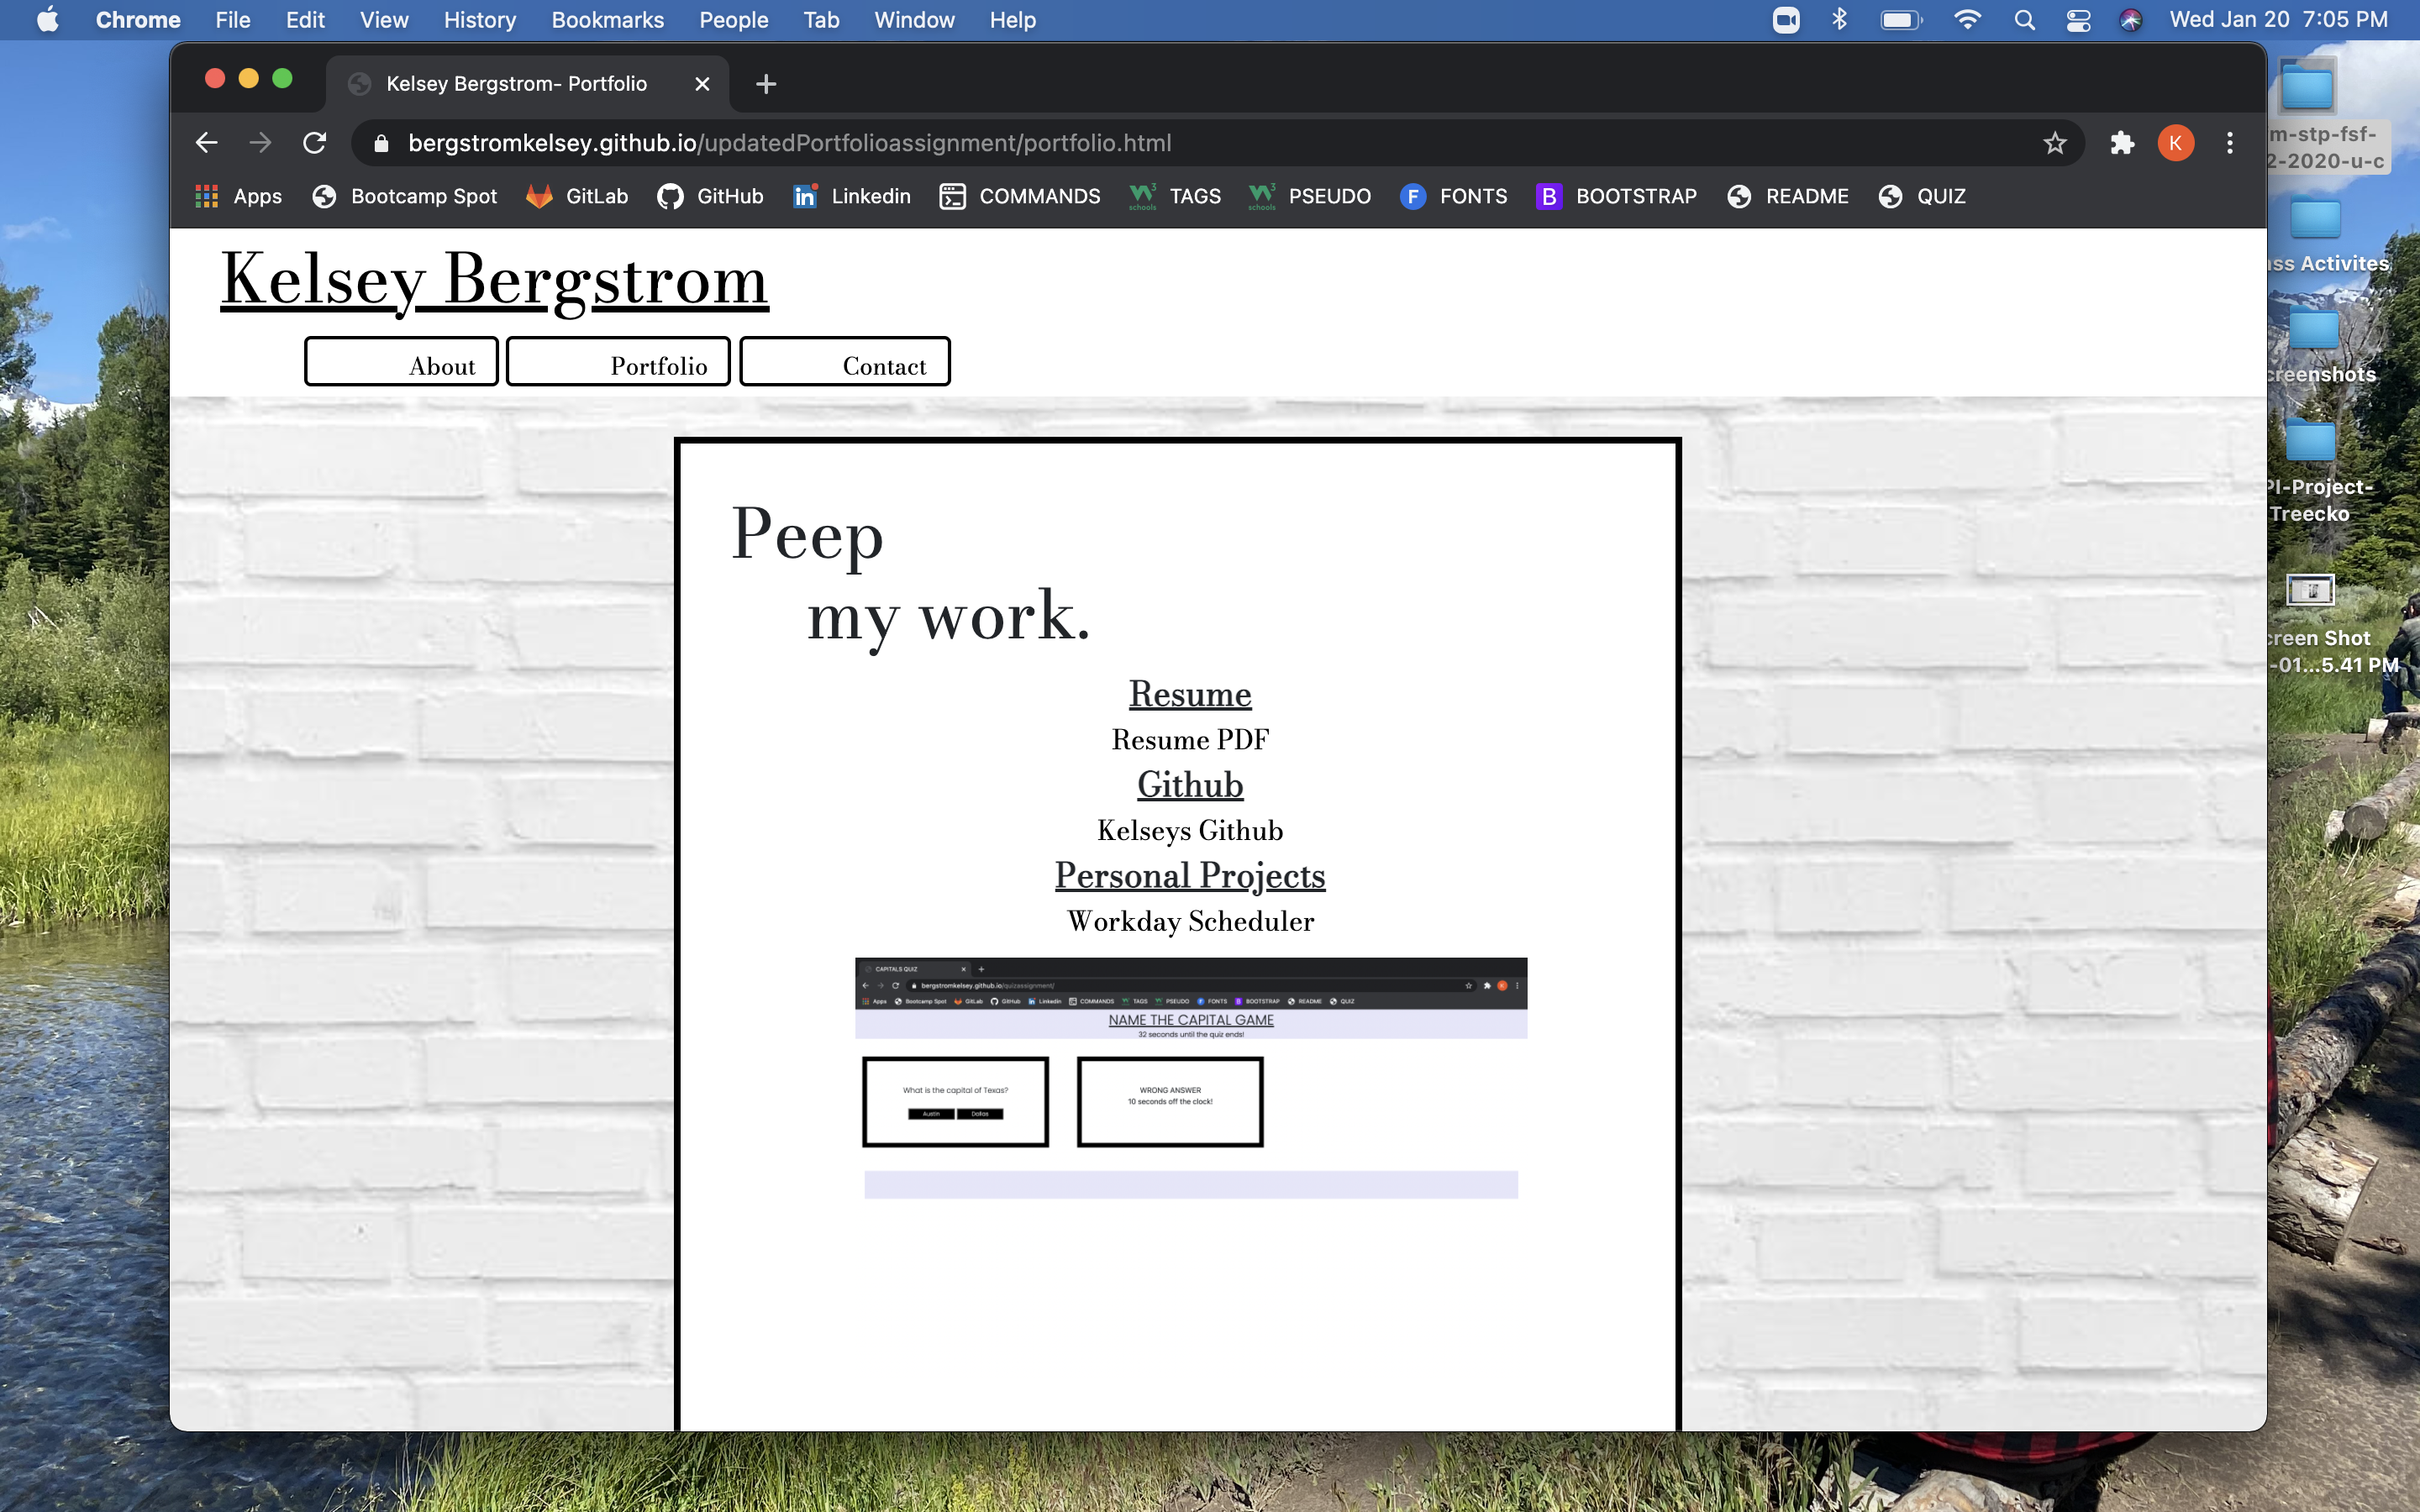 Chrome File Edit View History Bookmarks People Tab Window Help Wed Jan 20 7:05 PM
Kelsey Bergstrom- Portfolio
bergstromkelsey.github.io/updatedPortfolioassignment/portfolio.html K
Apps Bootcamp Spot GitLab GitHub Linkedin COMMANDS TAGS PSEUDO FONTS BOOTSTRAP README QUIZ
Kelsey Bergstrom
About Portfolio Contact
Peep
my work.
Resume
Resume PDF
Github
Kelseys Github
Personal Projects
Workday Scheduler
CAPITALS QUIZ
bergstromkelsey.github.io/quizassignment/
Apps Bootcamp Spot GitLab GitHub Linkedin COMMANDS TAGS PSEUDO FONTS BOOTSTRAP README QUIZ
NAME THE CAPITAL GAME
32 seconds until the quiz ends!
What is the capital of Texas?
Austin Dallas
WRONG ANSWER
10 seconds off the clock!
m-stp-fsf-
2-2020-u-c
ss Activites
creenshots
PI-Project-
Treecko
creen Shot
-01...5.41 PM